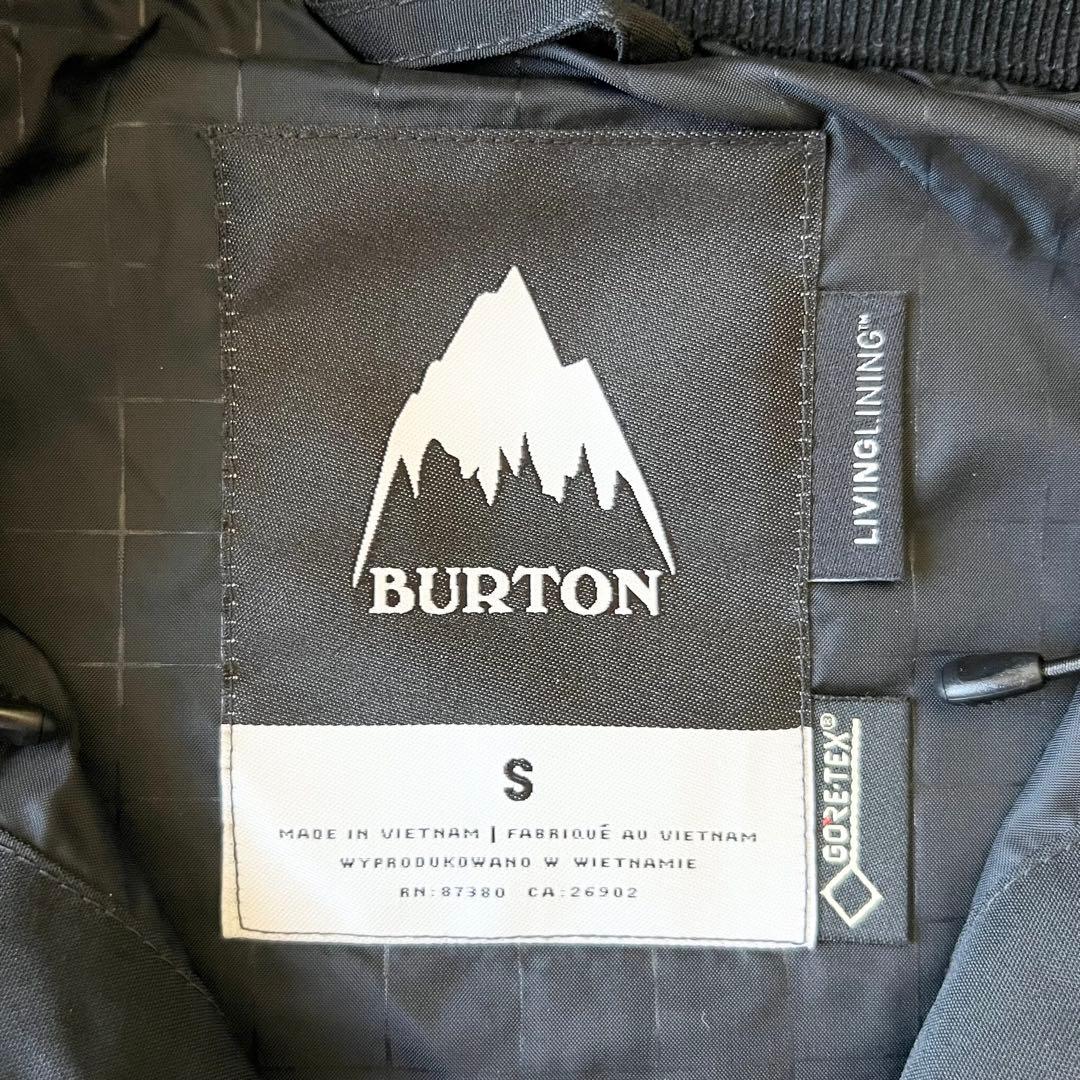 BURTON
LIVINGLINING™
S
MADE IN VIETNAM | FABRIQUÉ AU VIETNAM
WYPRODUKOWANO W WIETNAMIE
RN:87380 CA:26902
GORE-TEX®